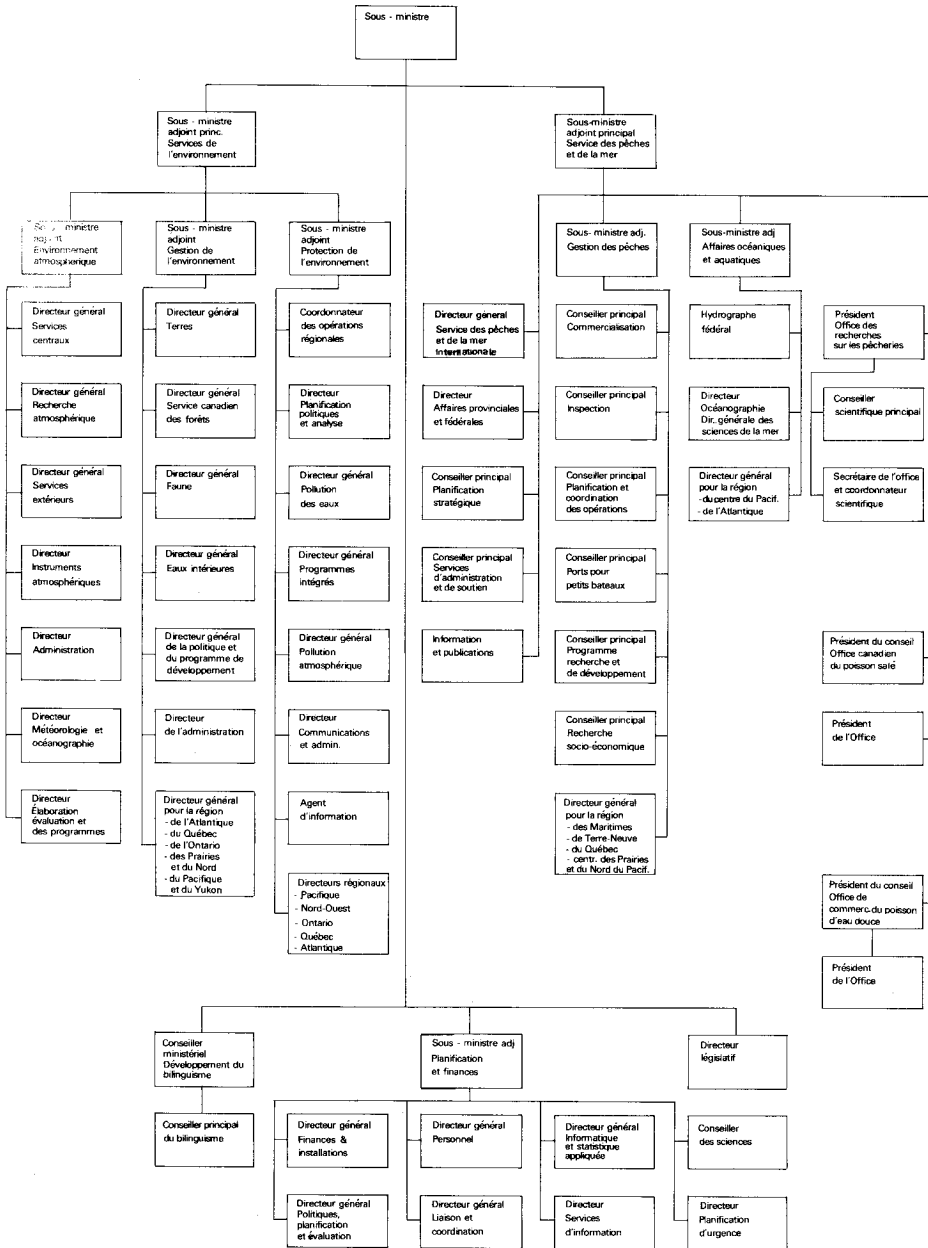 Sous - ministre
Sous - ministre
adjoint princ.
Services de
l'environnement
Sous-ministre
adjoint principal
Service des pêches
et de la mer
Sous - ministre
adjoint
Environnement
atmosphérique
Sous - ministre
adjoint
Gestion de
l'environnement
Sous - ministre
adjoint
Protection de
l'environnement
Sous-ministre adj.
Gestion des pêches
Sous-ministre adj
Affaires océaniques
et aquatiques
Directeur général
Services
centraux
Directeur général
Terres
Coordonnateur
des opérations
régionales
Directeur général
Service des pêches
et de la mer
Internationale
Conseiller principal
Commercialisation
Hydrographe
fédéral
Président
Office des
recherches
sur les pêcheries
Directeur général
Recherche
atmosphérique
Directeur général
Service canadien
des forêts
Directeur
Planification
politiques
et analyse
Directeur
Affaires provinciales
et fédérales
Conseiller principal
Inspection
Directeur
Océanographie
Dir. générale des
sciences de la mer
Conseiller
scientifique principal
Directeur général
Services
extérieurs
Directeur général
Faune
Directeur général
Pollution
des eaux
Conseiller principal
Planification
stratégique
Conseiller principal
Planification et
coordination
des opérations
Directeur général
pour la région
- du centre du Pacif.
- de l'Atlantique
Secrétaire de l'office
et coordonnateur
scientifique
Directeur
Instruments
atmosphériques
Directeur général
Eaux intérieures
Directeur général
Programmes
intégrés
Conseiller principal
Services
d'administration
et de soutien
Conseiller principal
Ports pour
petits bateaux
Directeur
Administration
Directeur général
de la politique et
du programme de
développement
Directeur général
Pollution
atmosphérique
Information
et publications
Conseiller principal
Programme
recherche et
de développement
Président du conseil
Office canadien
du poisson salé
Directeur
Météorologie et
océanographie
Directeur
de l'administration
Directeur
Communications
et admin.
Conseiller principal
Recherche
socio-économique
Président
de l'Office
Directeur
Élaboration
évaluation et
des programmes
Directeur général
pour la région
- de l'Atlantique
- du Québec
- de l'Ontario
- des Prairies
et du Nord
- du Pacifique
et du Yukon
Agent
d'information
Directeur général
pour la région
- des Maritimes
- de Terre-Neuve
- du Québec
- centr. des Prairies
et du Nord du Pacif.
Directeurs régionaux
- Pacifique
- Nord-Ouest
- Ontario
- Québec
- Atlantique
Président du conseil
Office de
commerc. du poisson
d'eau douce
Président
de l'Office
Conseiller
ministériel
Développement du
bilinguisme
Sous - ministre adj
Planification
et finances
Directeur
législatif
Conseiller principal
du bilinguisme
Directeur général
Finances &
installations
Directeur général
Personnel
Directeur général
Informatique
et statistique
appliquée
Conseiller
des sciences
Directeur général
Politiques,
planification
et évaluation
Directeur général
Liaison et
coordination
Directeur
Services
d'information
Directeur
Planification
d'urgence